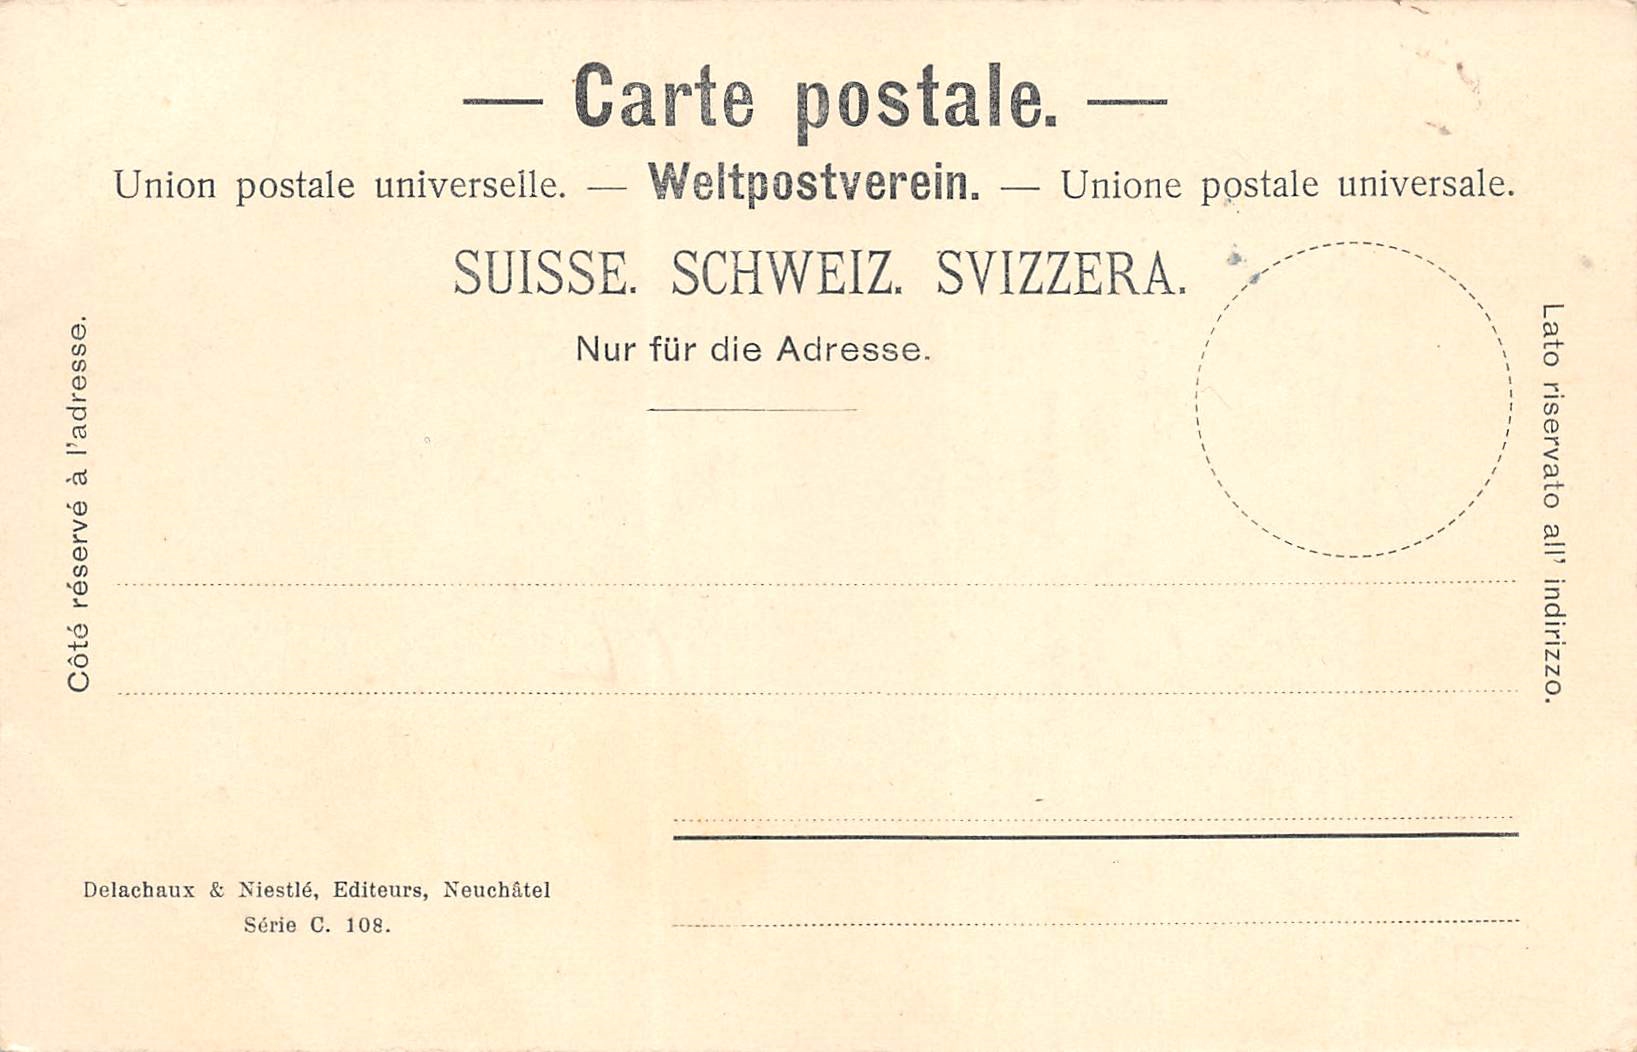 — Carte postale. —
Union postale universelle. — Weltpostverein. — Unione postale universale.
SUISSE. SCHWEIZ. SVIZZERA.
Nur für die Adresse.
Côté réservé à l'adresse.
Lato riservato all' indirizzo.
Delachaux & Niestlé, Editeurs, Neuchâtel
Série C. 108.